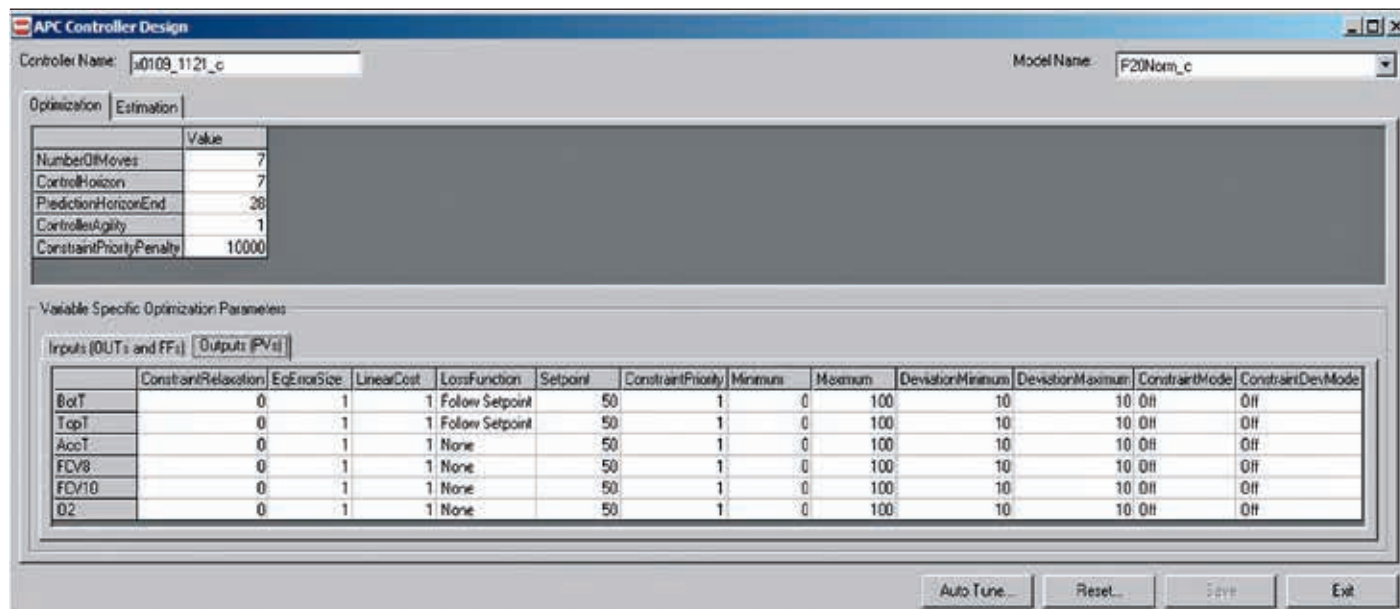 APC Controller Design
Controller Name: x0109_1121_c Model Name: F20Norm_c
Optimization Estimation
Value
NumberOfMoves 7
ControlHorizon 7
PredictionHorizonEnd 28
ControllerAgility 1
ConstraintPriorityPenalty 10000
Variable Specific Optimization Parameters
Inputs (OUTs and FFs) Outputs (PVs)
ConstraintRelaxation EqErrorSize LinearCost LossFunction Setpoint ConstraintPriority Minimum Maximum DeviationMinimum DeviationMaximum ConstraintMode ConstraintDevMode
BotT 0 1 1 Follow Setpoint 50 1 0 100 10 10 Off Off
TopT 0 1 1 Follow Setpoint 50 1 0 100 10 10 Off Off
AccT 0 1 1 None 50 1 0 100 10 10 Off Off
FCV8 0 1 1 None 50 1 0 100 10 10 Off Off
FCV10 0 1 1 None 50 1 0 100 10 10 Off Off
O2 0 1 1 None 50 1 0 100 10 10 Off Off
Auto Tune... Reset... Save Exit